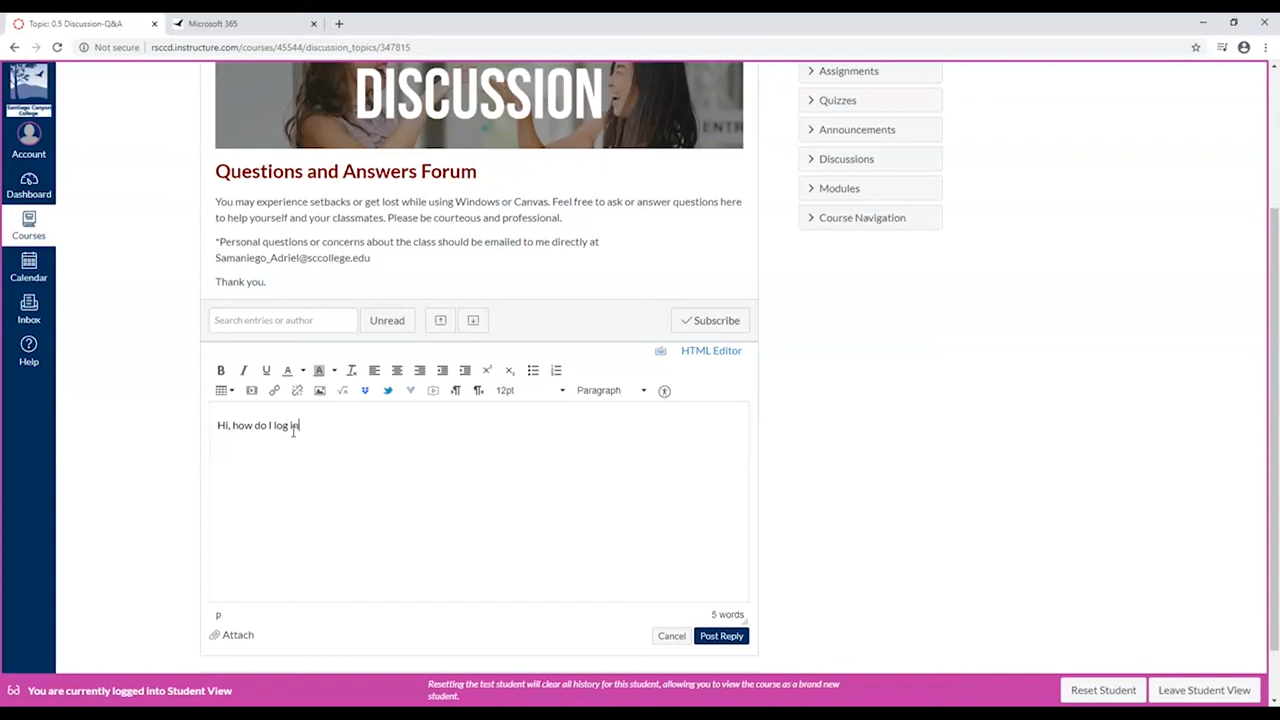 Topic: 0.5 Discussion-Q&A
Microsoft 365
Not secure
rsccd.instructure.com/courses/45544/discussion_topics/347815
Santiago Canyon
College
Account
Dashboard
Courses
Calendar
Inbox
Help
DISCUSSION
Questions and Answers Forum
You may experience setbacks or get lost while using Windows or Canvas. Feel free to ask or answer questions here
to help yourself and your classmates. Please be courteous and professional.
*Personal questions or concerns about the class should be emailed to me directly at
Samaniego_Adriel@sccollege.edu
Thank you.
Search entries or author
Unread
Subscribe
HTML Editor
12pt
Paragraph
Hi, how do I log in
p
5 words
Attach
Cancel
Post Reply
Assignments
Quizzes
Announcements
Discussions
Modules
Course Navigation
You are currently logged into Student View
Resetting the test student will clear all history for this student, allowing you to view the course as a brand new
student.
Reset Student
Leave Student View